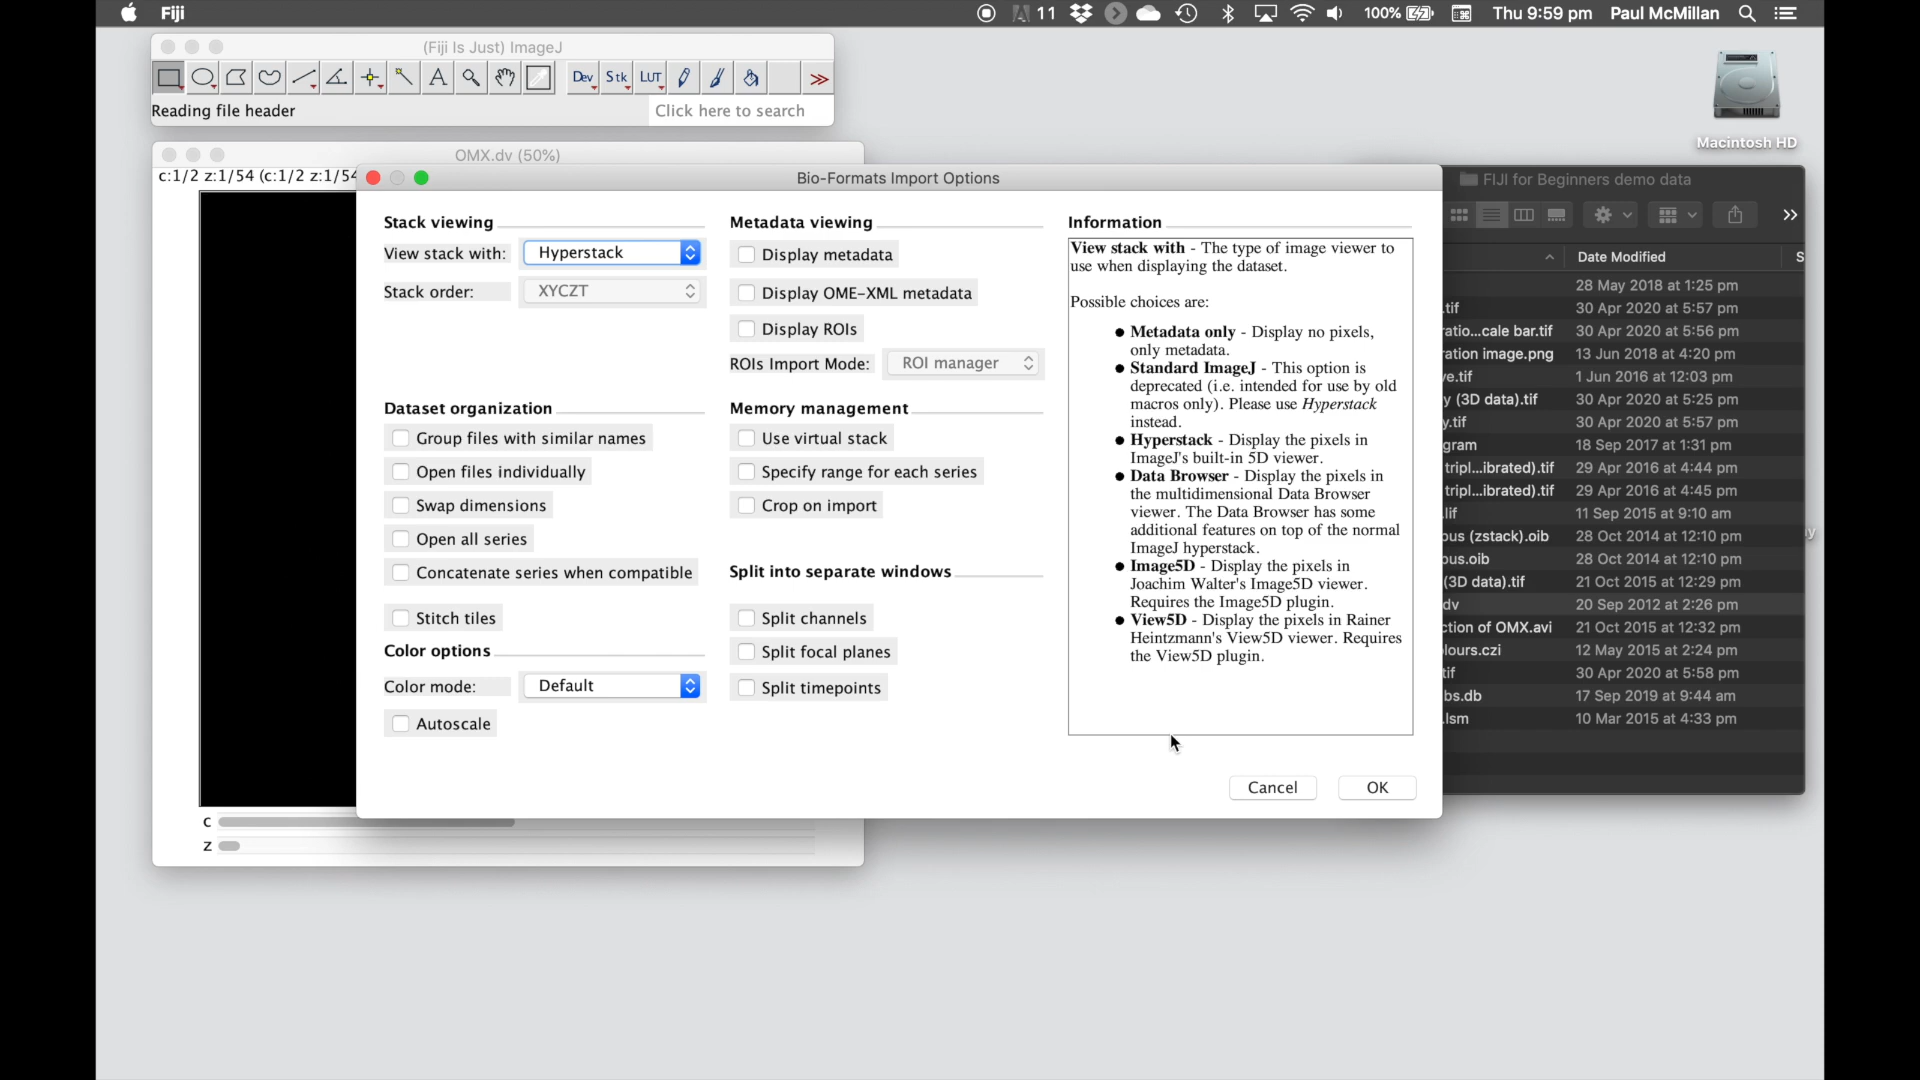 Fiji
11
100%
Thu 9:59 pm
Paul McMillan
(Fiji Is Just) ImageJ
Dev
Stk
LUT
Reading file header
Click here to search
Macintosh HD
OMX.dv (50%)
c:1/2 z:1/54 (c:1/2 z:1/54
Bio-Formats Import Options
FIJI for Beginners demo data
Stack viewing
View stack with:
Hyperstack
Stack order:
XYCZT
Dataset organization
Group files with similar names
Open files individually
Swap dimensions
Open all series
Concatenate series when compatible
Stitch tiles
Color options
Color mode:
Default
Autoscale
Metadata viewing
Display metadata
Display OME-XML metadata
Display ROIs
ROIs Import Mode:
ROI manager
Memory management
Use virtual stack
Specify range for each series
Crop on import
Split into separate windows
Split channels
Split focal planes
Split timepoints
Information
View stack with - The type of image viewer to
use when displaying the dataset.
Possible choices are:
● Metadata only - Display no pixels,
only metadata.
● Standard ImageJ - This option is
deprecated (i.e. intended for use by old
macros only). Please use Hyperstack
instead.
● Hyperstack - Display the pixels in
ImageJ's built-in 5D viewer.
● Data Browser - Display the pixels in
the multidimensional Data Browser
viewer. The Data Browser has some
additional features on top of the normal
ImageJ hyperstack.
● Image5D - Display the pixels in
Joachim Walter's Image5D viewer.
Requires the Image5D plugin.
● View5D - Display the pixels in Rainer
Heintzmann's View5D viewer. Requires
the View5D plugin.
Cancel
OK
Date Modified
S
28 May 2018 at 1:25 pm
.tif 30 Apr 2020 at 5:57 pm
ratio...cale bar.tif 30 Apr 2020 at 5:56 pm
ration image.png 13 Jun 2018 at 4:20 pm
ve.tif 1 Jun 2016 at 12:03 pm
y (3D data).tif 30 Apr 2020 at 5:25 pm
y.tif 30 Apr 2020 at 5:57 pm
gram 18 Sep 2017 at 1:31 pm
tripl...ibrated).tif 29 Apr 2016 at 4:44 pm
tripl...ibrated).tif 29 Apr 2016 at 4:45 pm
.lif 11 Sep 2015 at 9:10 am
ous (zstack).oib 28 Oct 2014 at 12:10 pm
ous.oib 28 Oct 2014 at 12:10 pm
(3D data).tif 21 Oct 2015 at 12:29 pm
dv 20 Sep 2012 at 2:26 pm
ction of OMX.avi 21 Oct 2015 at 12:32 pm
lours.czi 12 May 2015 at 2:24 pm
tif 30 Apr 2020 at 5:58 pm
bs.db 17 Sep 2019 at 9:44 am
.lsm 10 Mar 2015 at 4:33 pm
y
c
z